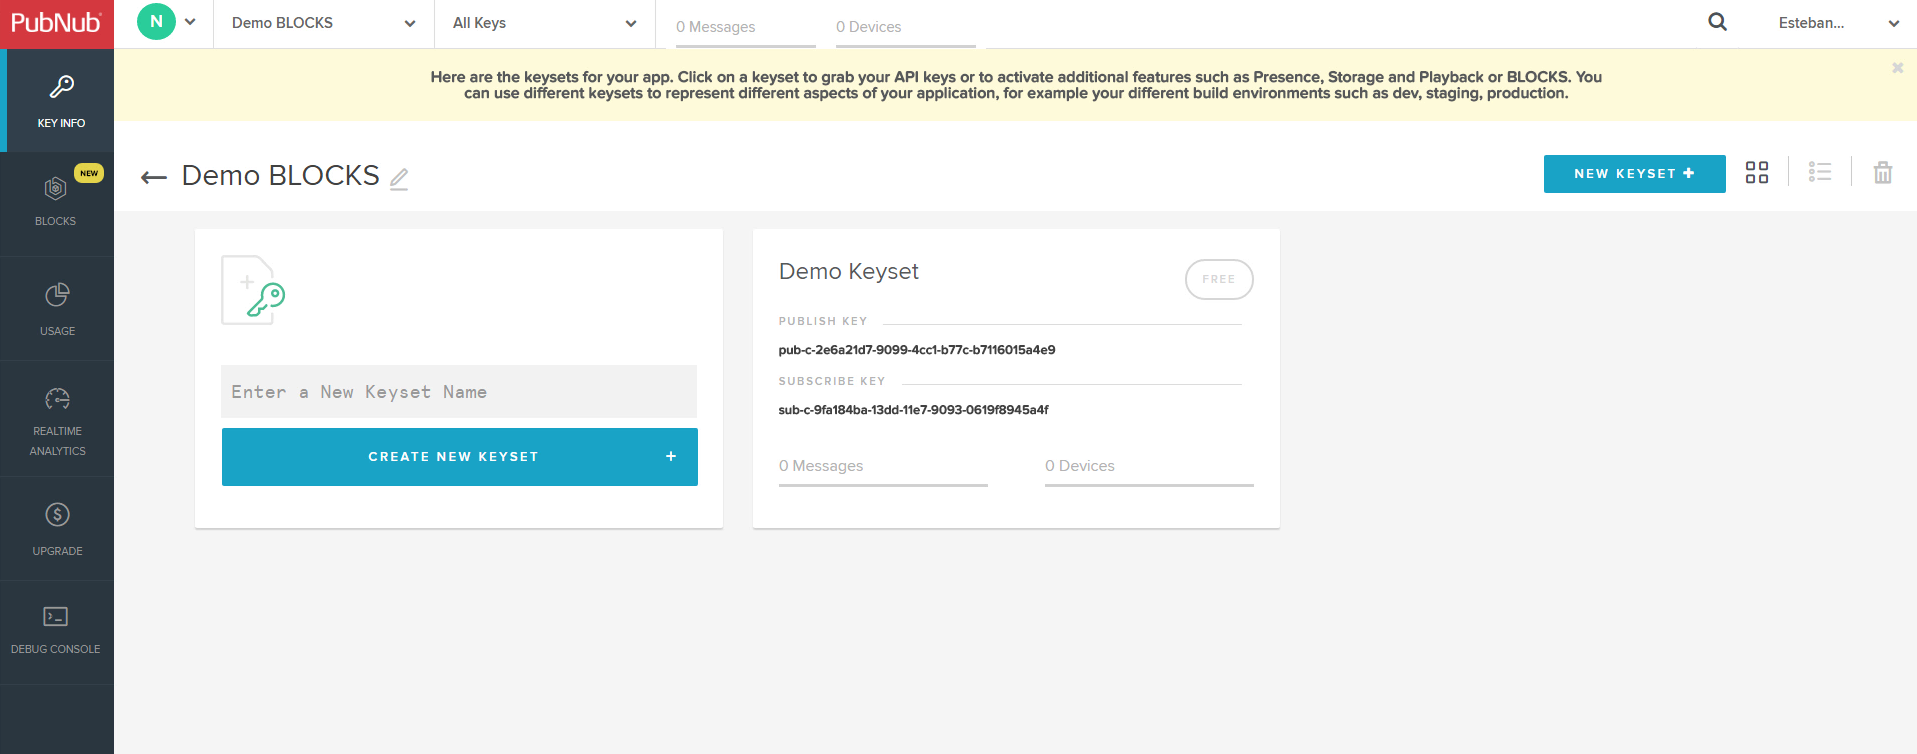 PubNub
N
Demo BLOCKS
All Keys
0 Messages
0 Devices
Esteban...
Here are the keysets for your app. Click on a keyset to grab your API keys or to activate additional features such as Presence, Storage and Playback or BLOCKS. You
can use different keysets to represent different aspects of your application, for example your different build environments such as dev, staging, production.
KEY INFO
NEW
BLOCKS
USAGE
REALTIME
ANALYTICS
UPGRADE
DEBUG CONSOLE
Demo BLOCKS
NEW KEYSET +
Enter a New Keyset Name
CREATE NEW KEYSET +
Demo Keyset
FREE
PUBLISH KEY
pub-c-2e6a21d7-9099-4cc1-b77c-b7116015a4e9
SUBSCRIBE KEY
sub-c-9fa184ba-13dd-11e7-9093-0619f8945a4f
0 Messages
0 Devices